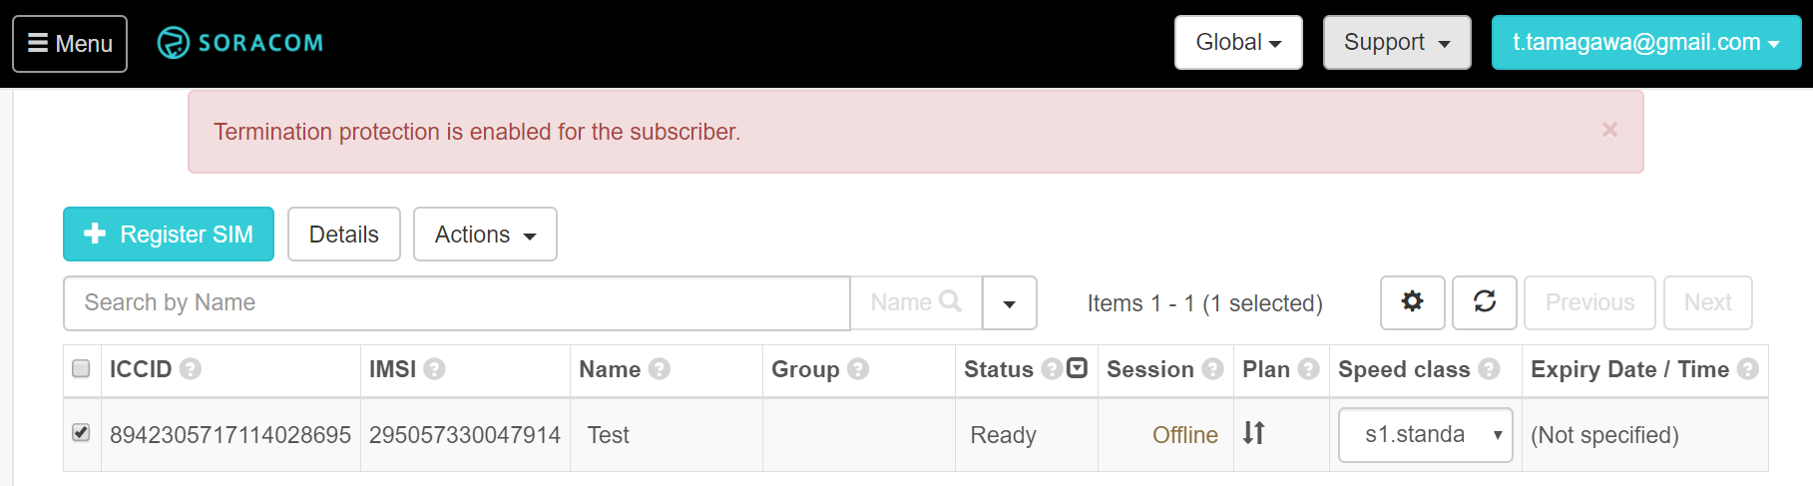 Menu SORACOM Global Support t.tamagawa@gmail.com
Termination protection is enabled for the subscriber. ×
Register SIM Details Actions
Search by Name Name Items 1 - 1 (1 selected) Previous Next
ICCID ? IMSI ? Name ? Group ? Status ? Session ? Plan ? Speed class ? Expiry Date / Time ?
8942305717114028695 295057330047914 Test Ready Offline s1.standa (Not specified)